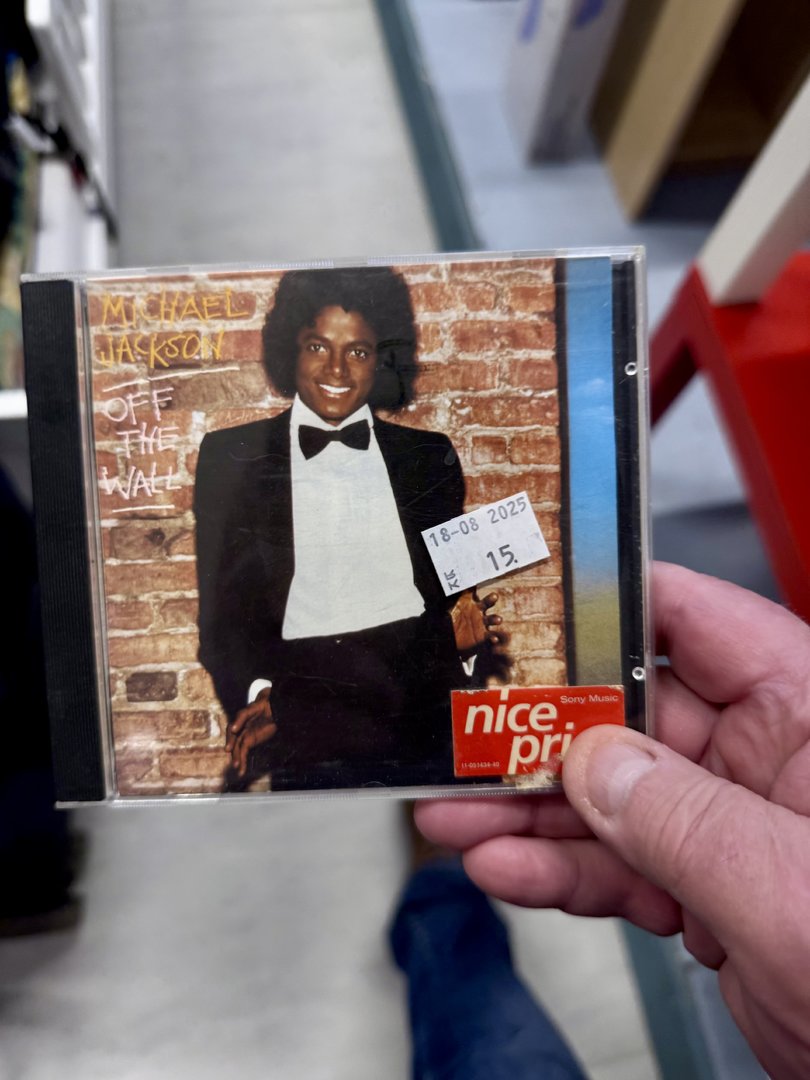 MICHAEL
JACKSON
OFF
THE
WALL
18-08 2025
KR 15.
Sony Music
nice
pri